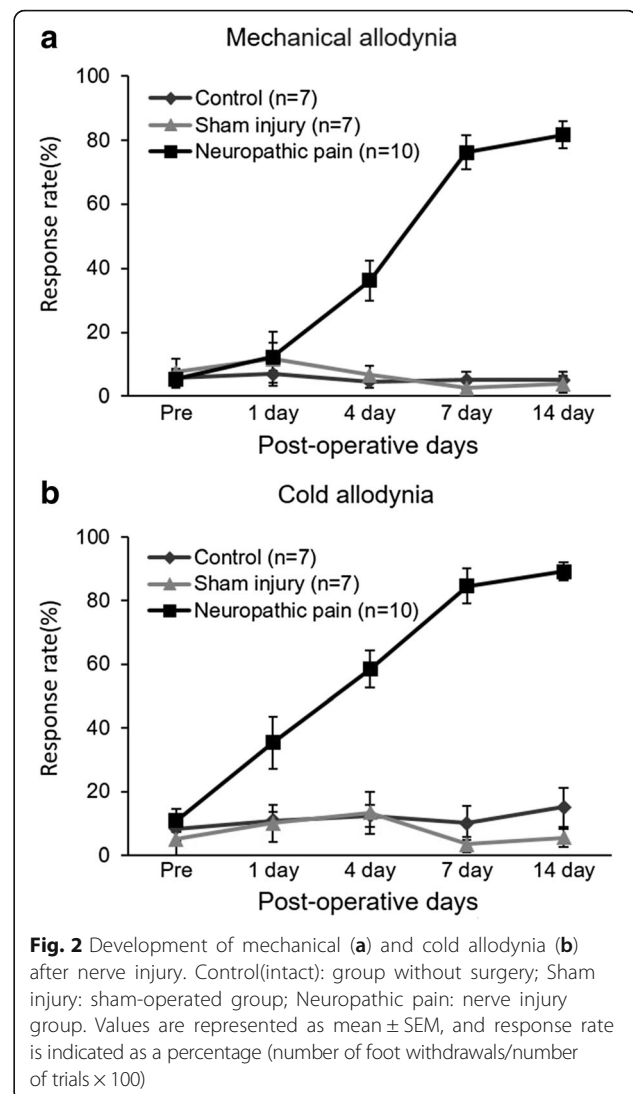 a
Mechanical allodynia
100
80
60
40
20
0
Response rate(%)
Control (n=7)
Sham injury (n=7)
Neuropathic pain (n=10)
Pre 1 day 4 day 7 day 14 day
Post-operative days
b
Cold allodynia
100
80
60
40
20
0
Response rate(%)
Control (n=7)
Sham injury (n=7)
Neuropathic pain (n=10)
Pre 1 day 4 day 7 day 14 day
Post-operative days
Fig. 2 Development of mechanical (a) and cold allodynia (b)
after nerve injury. Control(intact): group without surgery; Sham
injury: sham-operated group; Neuropathic pain: nerve injury
group. Values are represented as mean ± SEM, and response rate
is indicated as a percentage (number of foot withdrawals/number
of trials × 100)